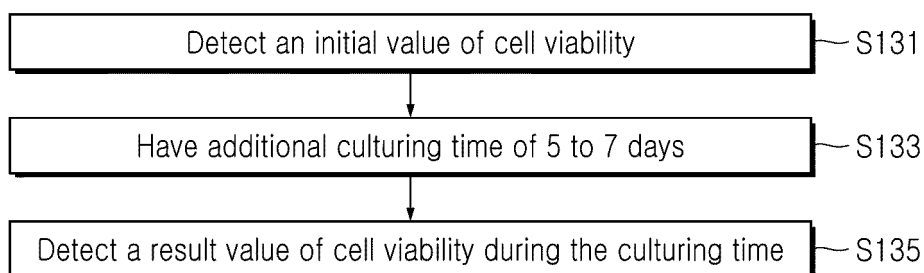 Detect an initial value of cell viability S131
Have additional culturing time of 5 to 7 days S133
Detect a result value of cell viability during the culturing time S135